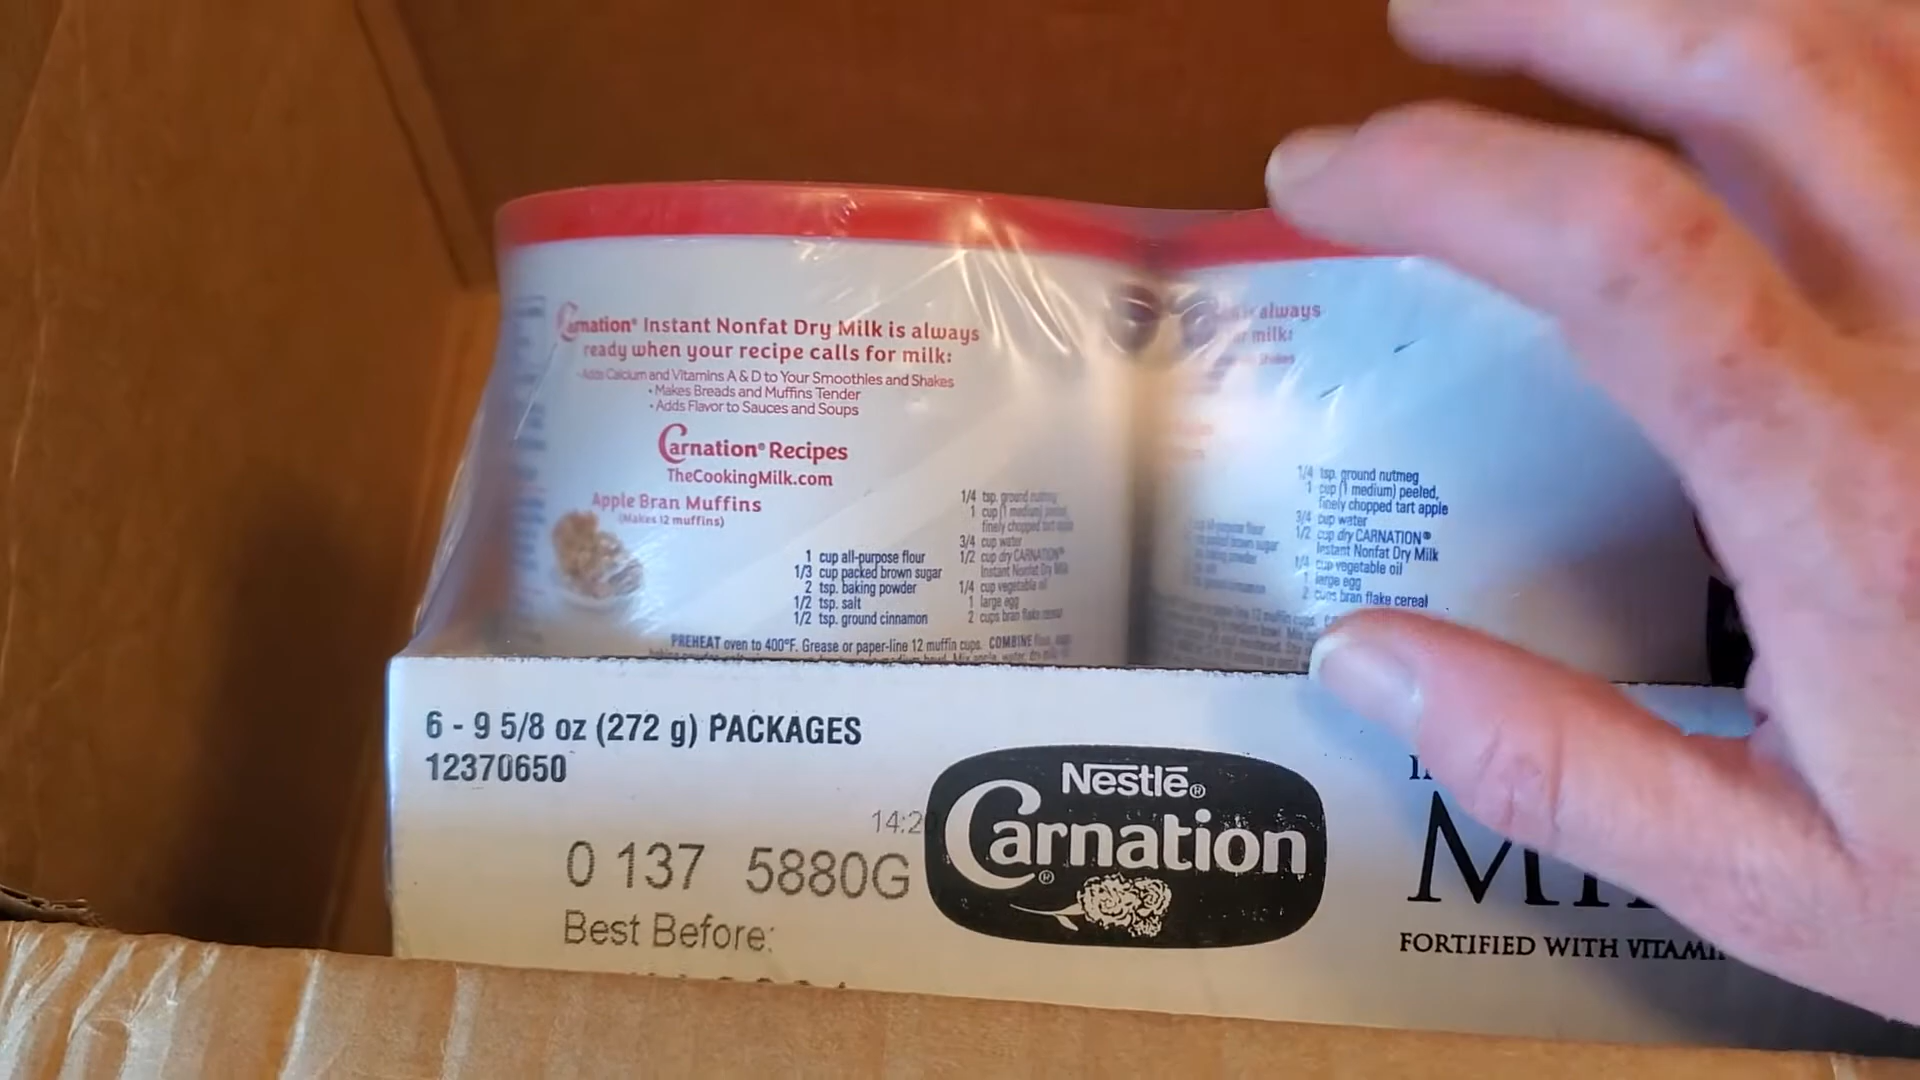 Carnation® Instant Nonfat Dry Milk is always
ready when your recipe calls for milk:
Adds Calcium and Vitamins A & D to Your Smoothies and Shakes
• Makes Breads and Muffins Tender
• Adds Flavor to Sauces and Soups
Carnation® Recipes
TheCookingMilk.com
Apple Bran Muffins
(Makes 12 muffins)
1 cup all-purpose flour
1/3 cup packed brown sugar
2 tsp. baking powder
1/2 tsp. salt
1/2 tsp. ground cinnamon
1/4 tsp. ground nutmeg
1 cup (1 medium) peeled,
finely chopped tart apple
3/4 cup water
1/2 cup dry CARNATION®
Instant Nonfat Dry Milk
1/4 cup vegetable oil
1 large egg
2 cups bran flake cereal
PREHEAT oven to 400°F. Grease or paper-line 12 muffin cups. COMBINE
always
milk:
Shakes
1/4 tsp. ground nutmeg
1 cup (1 medium) peeled,
finely chopped tart apple
3/4 cup water
1/2 cup dry CARNATION®
Instant Nonfat Dry Milk
1/4 cup vegetable oil
1 large egg
2 cups bran flake cereal
6 - 9 5/8 oz (272 g) PACKAGES
12370650
14:2
0 137 5880G
Best Before:
Nestlé®
Carnation®
FORTIFIED WITH